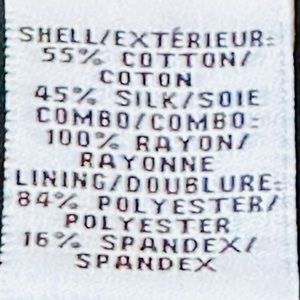 SHELL/EXTÉRIEUR:
55% COTTON/
COTON
45% SILK/SOIE
COMBO/COMBO:
100% RAYON/
RAYONNE
LINING/DOUBLURE:
84% POLYESTER/
POLYESTER
16% SPANDEX/
SPANDEX